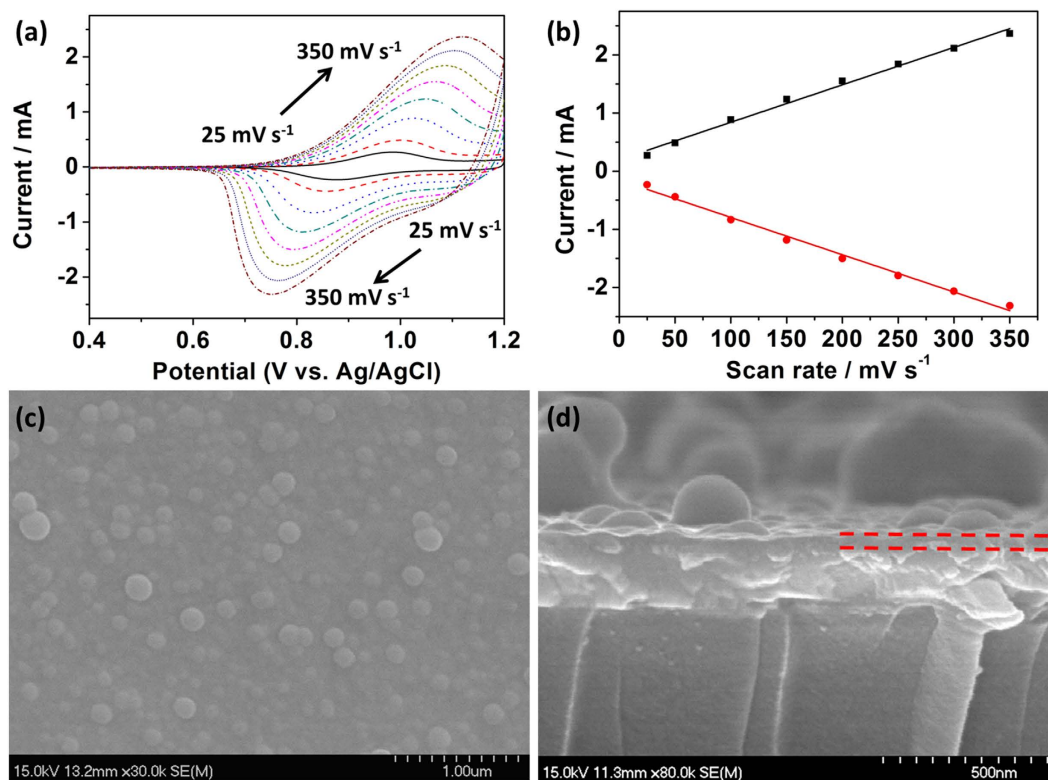 (a)
350 mV s⁻¹
25 mV s⁻¹
25 mV s⁻¹
350 mV s⁻¹
Current / mA
2
1
0
-1
-2
0.4
0.6
0.8
1.0
1.2
Potential (V vs. Ag/AgCl)
(b)
Current / mA
2
1
0
-1
-2
0
50
100
150
200
250
300
350
Scan rate / mV s⁻¹
(c)
15.0kV 13.2mm x30.0k SE(M)
1.00um
(d)
15.0kV 11.3mm x80.0k SE(M)
500nm